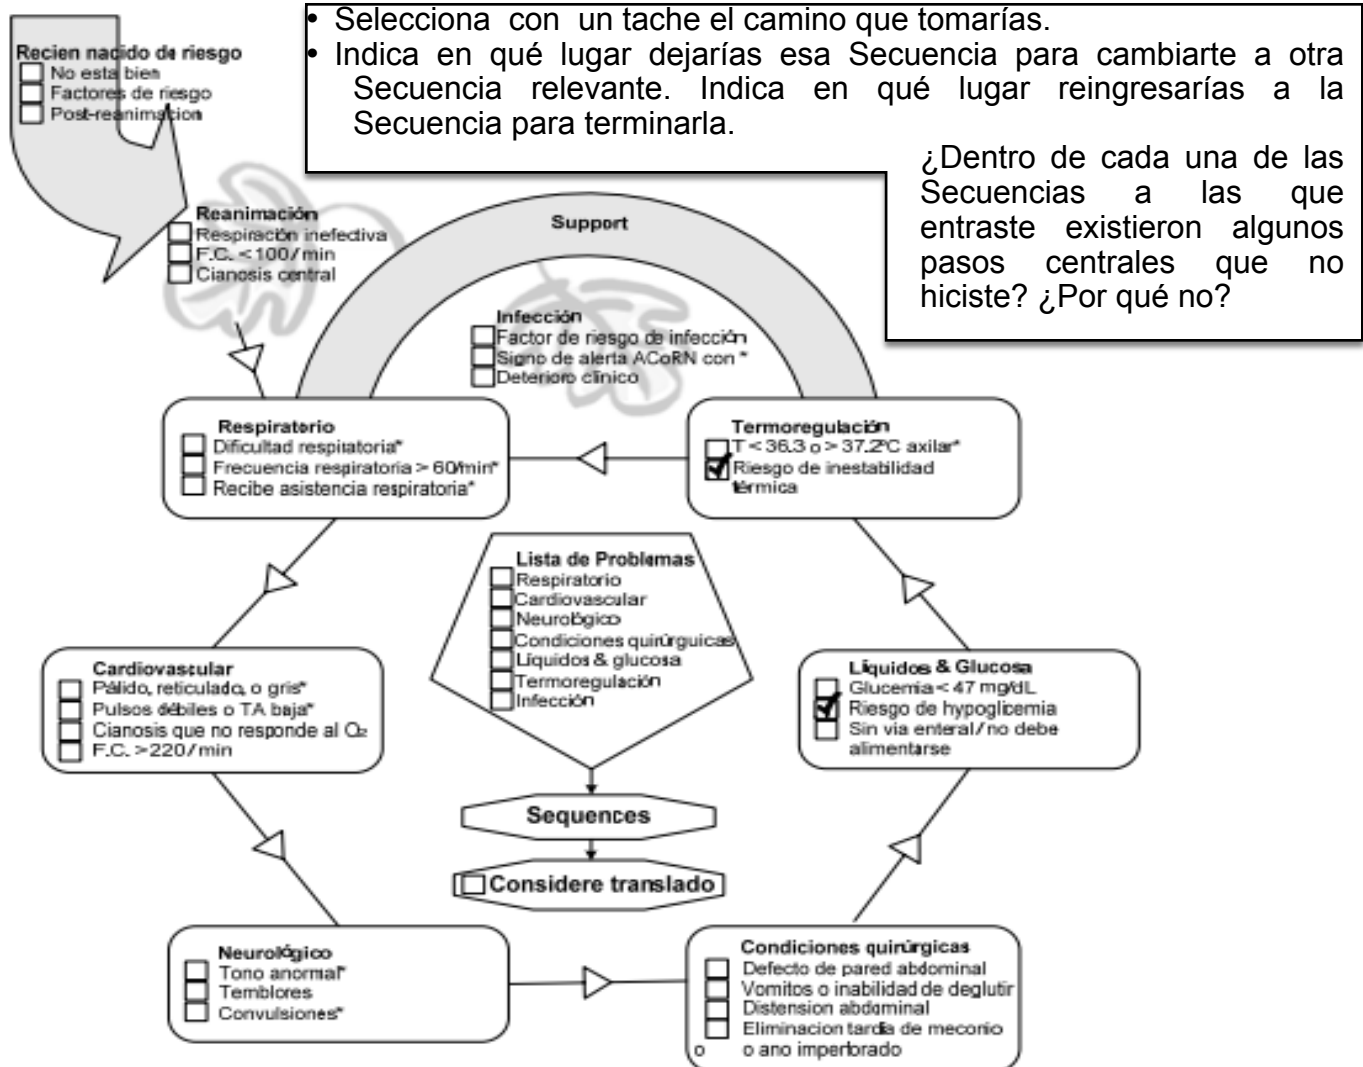 • Selecciona con un tache el camino que tomarías.
• Indica en qué lugar dejarías esa Secuencia para cambiarte a otra
Secuencia relevante. Indica en qué lugar reingresarías a la
Secuencia para terminarla.
¿Dentro de cada una de las
Secuencias a las que
entraste existieron algunos
pasos centrales que no
hiciste? ¿Por qué no?
Recien nacido de riesgo
No esta bien
Factores de riesgo
Post-reanimacion
Reanimación
Respiración inefectiva
F.C. <100/min
Cianosis central
Support
Infección
Factor de riesgo de infección
Signo de alerta ACoRN con *
Deterioro clínico
Respiratorio
Dificultad respiratoria*
Frecuencia respiratoria > 60/min*
Recibe asistencia respiratoria*
Termoregulación
T < 36.3 o > 37.2ºC axilar*
Riesgo de inestabilidad
térmica
Lista de Problemas
Respiratorio
Cardiovascular
Neurológico
Condiciones quirúrguicas
Líquidos & glucosa
Termoregulación
Infección
Cardiovascular
Pálido, reticulado, o gris*
Pulsos débiles o TA baja*
Cianosis que no responde al O₂
F.C. >220/min
Líquidos & Glucosa
Glucemia < 47 mg/dL
Riesgo de hypoglicemia
Sin via enteral/no debe
alimentarse
Sequences
Considere translado
Neurológico
Tono anormal*
Temblores
Convulsiones*
Condiciones quirúrgicas
Defecto de pared abdominal
Vomitos o inabilidad de deglutir
Distension abdominal
Eliminacion tardía de meconio
o o ano imperforado